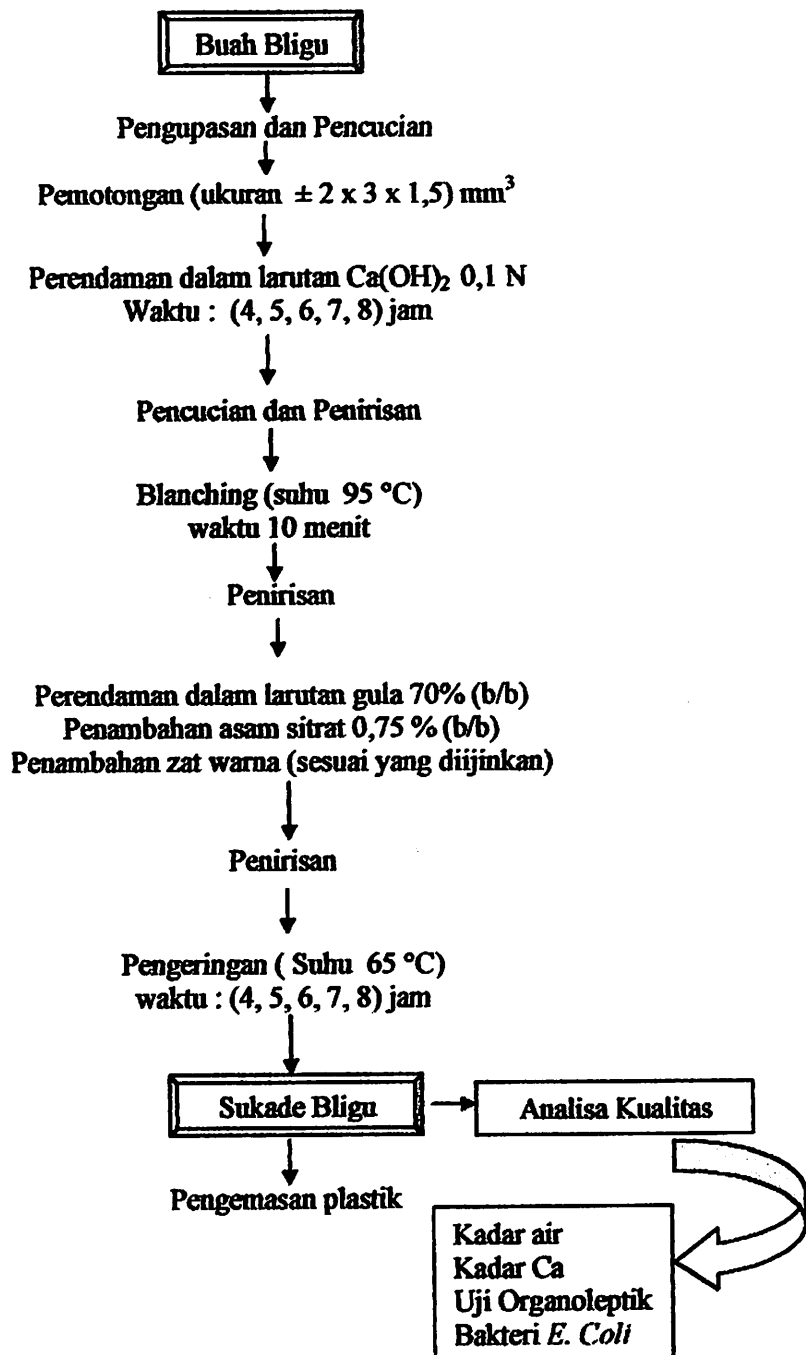 Buah Bligu
Pengupasan dan Pencucian
Pemotongan (ukuran ± 2 x 3 x 1,5) mm³
Perendaman dalam larutan Ca(OH)₂ 0,1 N
Waktu : (4, 5, 6, 7, 8) jam
Pencucian dan Penirisan
Blanching (suhu 95 °C)
waktu 10 menit
Penirisan
Perendaman dalam larutan gula 70% (b/b)
Penambahan asam sitrat 0,75 % (b/b)
Penambahan zat warna (sesuai yang diijinkan)
Penirisan
Pengeringan ( Suhu 65 °C)
waktu : (4, 5, 6, 7, 8) jam
Sukade Bligu
Analisa Kualitas
Pengemasan plastik
Kadar air
Kadar Ca
Uji Organoleptik
Bakteri E. Coli